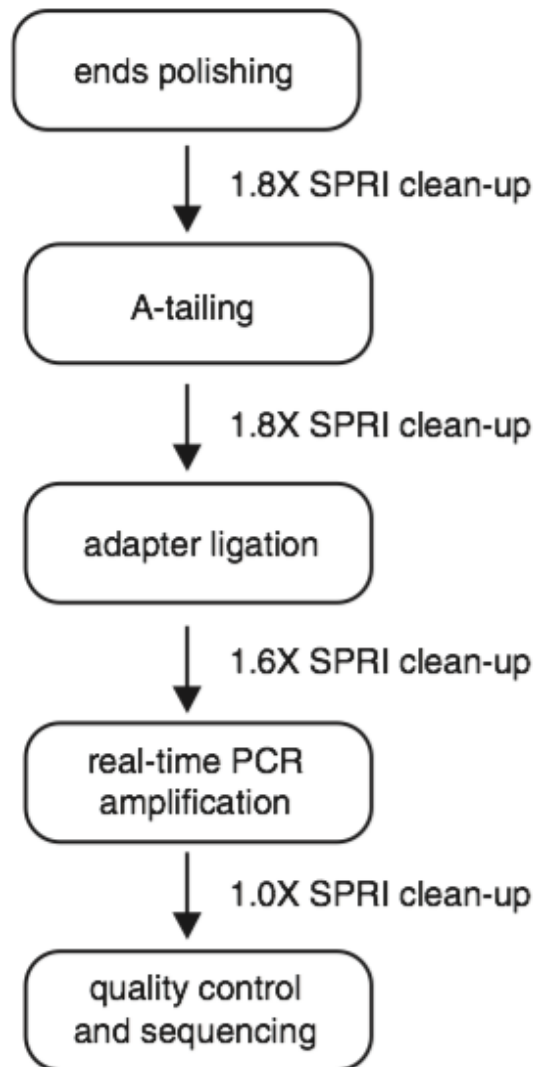 ends polishing
1.8X SPRI clean-up
A-tailing
1.8X SPRI clean-up
adapter ligation
1.6X SPRI clean-up
real-time PCR
amplification
1.0X SPRI clean-up
quality control
and sequencing